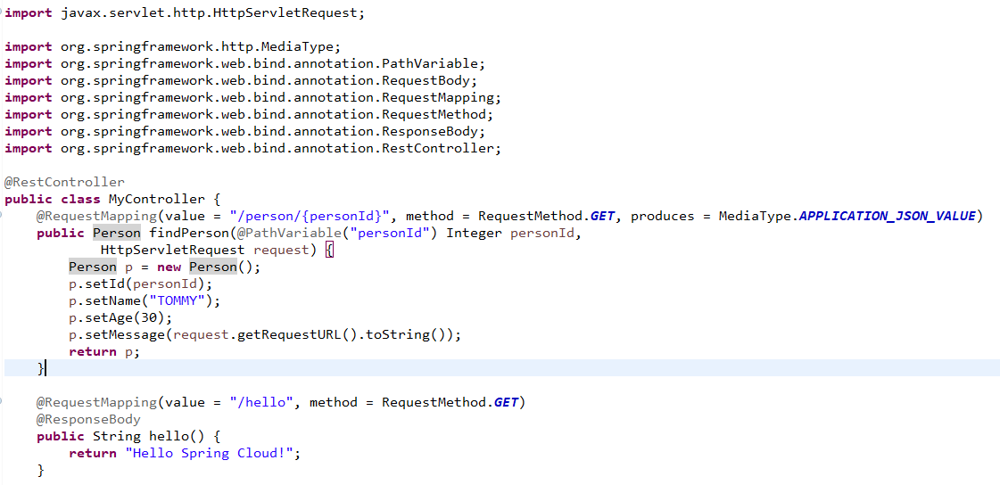 import javax.servlet.http.HttpServletRequest;
import org.springframework.http.MediaType;
import org.springframework.web.bind.annotation.PathVariable;
import org.springframework.web.bind.annotation.RequestBody;
import org.springframework.web.bind.annotation.RequestMapping;
import org.springframework.web.bind.annotation.RequestMethod;
import org.springframework.web.bind.annotation.ResponseBody;
import org.springframework.web.bind.annotation.RestController;
@RestController
public class MyController {
    @RequestMapping(value = "/person/{personId}", method = RequestMethod.GET, produces = MediaType.APPLICATION_JSON_VALUE)
    public Person findPerson(@PathVariable("personId") Integer personId,
            HttpServletRequest request) {
        Person p = new Person();
        p.setId(personId);
        p.setName("TOMMY");
        p.setAge(30);
        p.setMessage(request.getRequestURL().toString());
        return p;
    }
    @RequestMapping(value = "/hello", method = RequestMethod.GET)
    @ResponseBody
    public String hello() {
        return "Hello Spring Cloud!";
    }